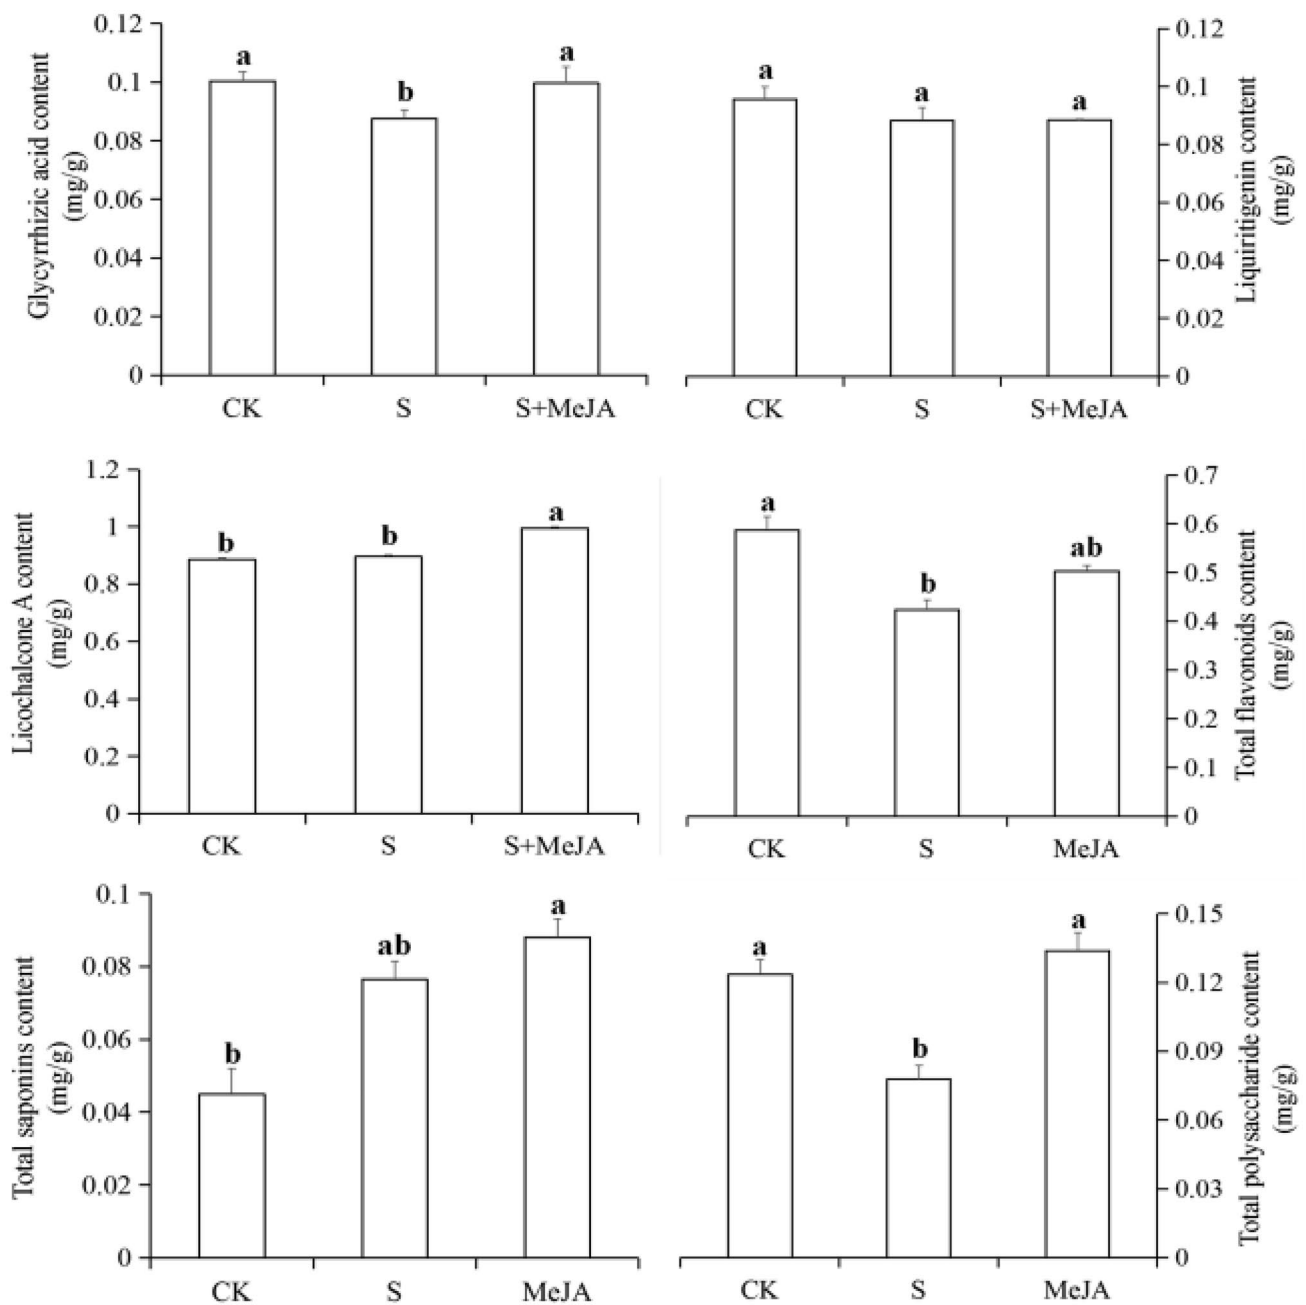 Glycyrrhizic acid content
(mg/g)
0.12
0.1
0.08
0.06
0.04
0.02
0
a
b
a
CK
S
S+MeJA
a
a
a
CK
S
S+MeJA
0.12
0.1
0.08
0.06
0.04
0.02
0
Liquiritigenin content
(mg/g)
Licochalcone A content
(mg/g)
1.2
1
0.8
0.6
0.4
0.2
0
b
b
a
CK
S
S+MeJA
a
b
ab
CK
S
MeJA
0.7
0.6
0.5
0.4
0.3
0.2
0.1
0
Total flavonoids content
(mg/g)
Total saponins content
(mg/g)
0.1
0.08
0.06
0.04
0.02
0
b
ab
a
CK
S
MeJA
a
b
a
CK
S
MeJA
0.15
0.12
0.09
0.06
0.03
0
Total polysaccharide content
(mg/g)